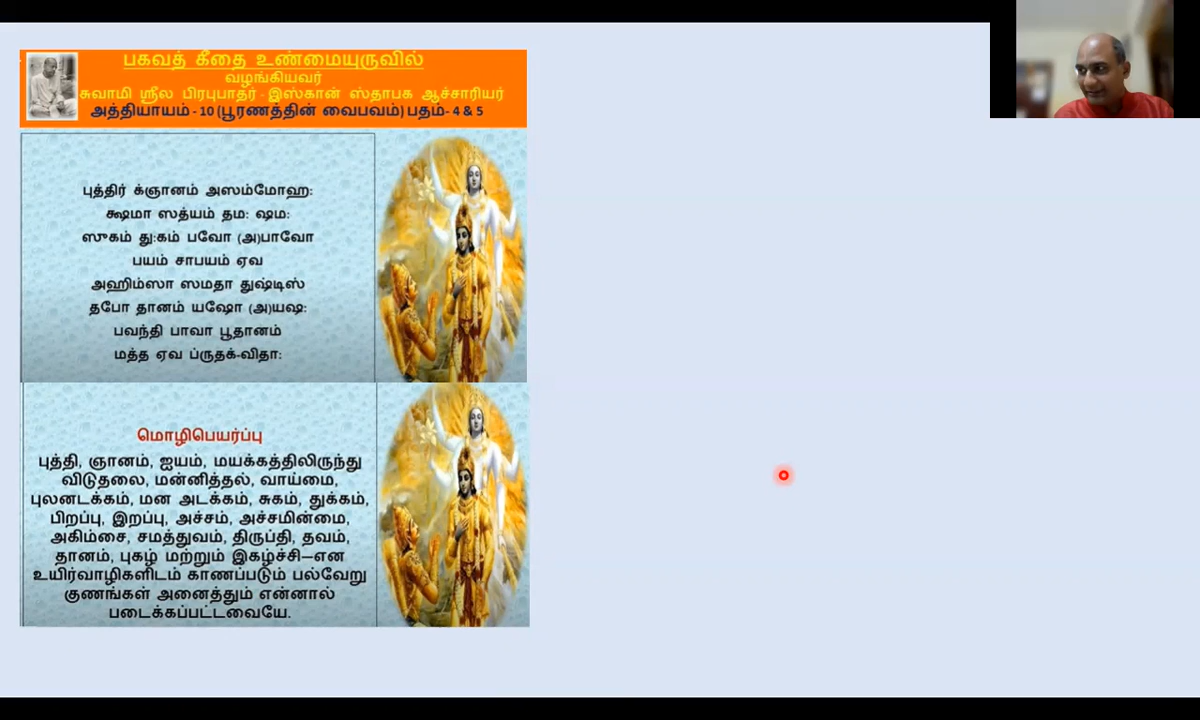 பகவத் கீதை உண்மையுருவில்
வழங்கியவர்
சுவாமி ஸ்ரீல பிரபுபாதர் - இஸ்கான் ஸ்தாபக ஆச்சாரியர்
அத்தியாயம் - 10 (பூரணத்தின் வைபவம்) பதம்- 4 & 5
புத்திர் க்ஞானம் அஸம்மோஹ:
க்ஷமா ஸத்யம் தம: ஷம:
ஸுகம் து:கம் பவோ (அ)பாவோ
பயம் சாபயம் ஏவ
அஹிம்ஸா ஸமதா துஷ்டிஸ்
தபோ தானம் யஷோ (அ)யஷ:
பவந்தி பாவா பூதானம்
மத்த ஏவ ப்ருதக்-விதா:
மொழிபெயர்ப்பு
புத்தி, ஞானம், ஐயம், மயக்கத்திலிருந்து
விடுதலை, மன்னித்தல், வாய்மை,
புலனடக்கம், மன அடக்கம், சுகம், துக்கம்,
பிறப்பு, இறப்பு, அச்சம், அச்சமின்மை,
அகிம்சை, சமத்துவம், திருப்தி, தவம்,
தானம், புகழ் மற்றும் இகழ்ச்சி—என
உயிர்வாழிகளிடம் காணப்படும் பல்வேறு
குணங்கள் அனைத்தும் என்னால்
படைக்கப்பட்டவையே.